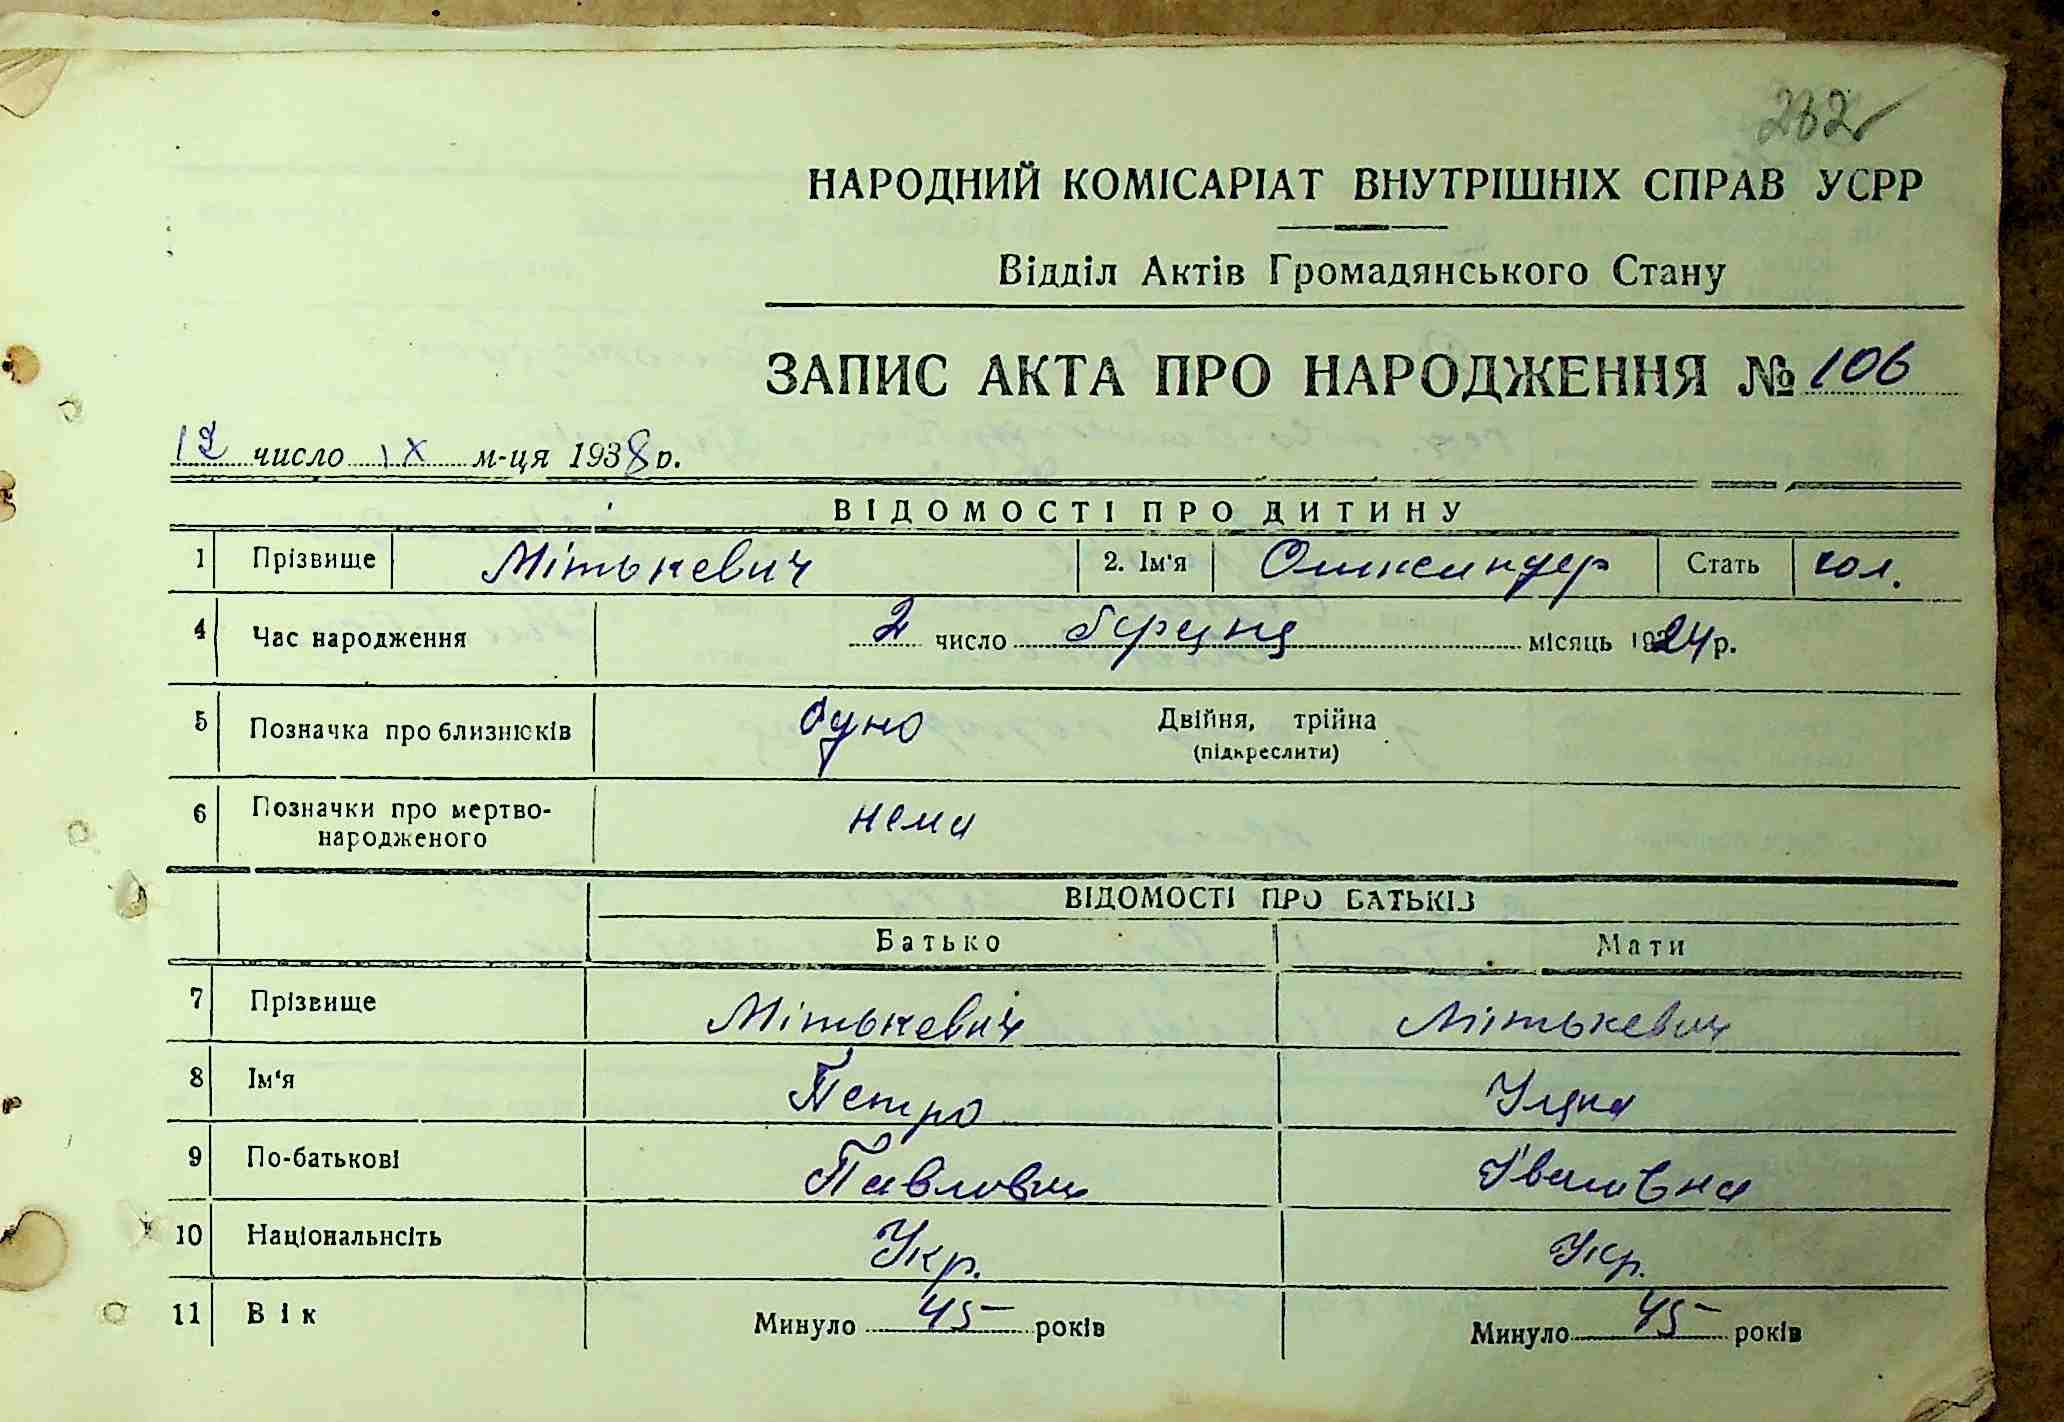 232
НАРОДНИЙ КОМІСАРІАТ ВНУТРІШНІХ СПРАВ УСРР
Відділ Актів Громадянського Стану
ЗАПИС АКТА ПРО НАРОДЖЕННЯ № 106
12 число IX м-ця 1938 р.
ВІДОМОСТІ ПРО ДИТИНУ
1 Прізвище Мітькевич 2. Ім'я Олександер Стать чол.
4 Час народження 2 число місяць 1924 р.
5 Позначка про близнюків одно Двійня, трійна
(підкреслити)
6 Позначки про мертво-
народженого нема
ВІДОМОСТІ ПРО БАТЬКІВ
Батько Мати
7 Прізвище Мітькевич Мітькевич
8 Ім'я Петро Уляна
9 По-батькові Павлович Іванівна
10 Національнсіть Укр. Укр.
11 Вік Минуло 45 років Минуло 45 років